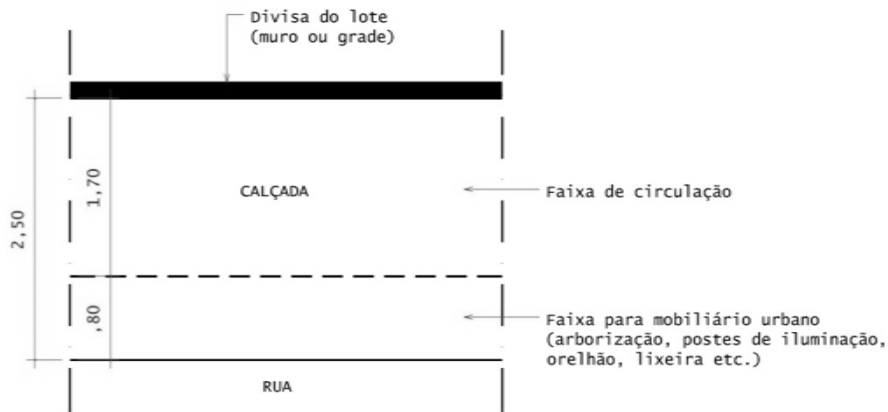 Divisa do lote
(muro ou grade)
2,50
1,70
CALÇADA
Faixa de circulação
,80
Faixa para mobiliário urbano
(arborização, postes de iluminação,
orelhão, lixeira etc.)
RUA